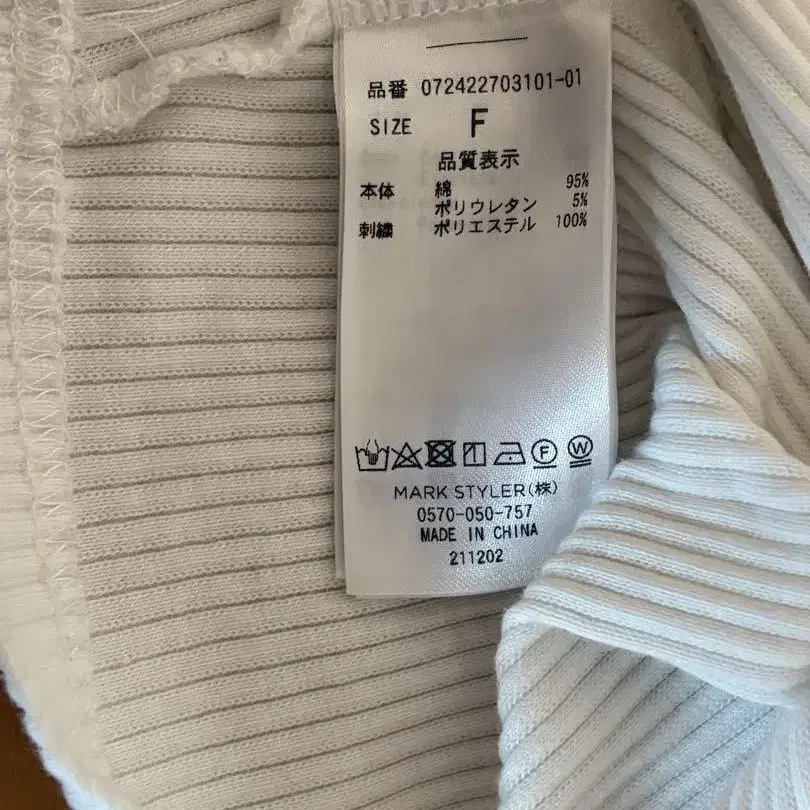 品番 072422703101-01
SIZE F
品質表示
本体 綿 95%
ポリウレタン 5%
刺繍 ポリエステル 100%
F W
MARK STYLER(株)
0570-050-757
MADE IN CHINA
211202